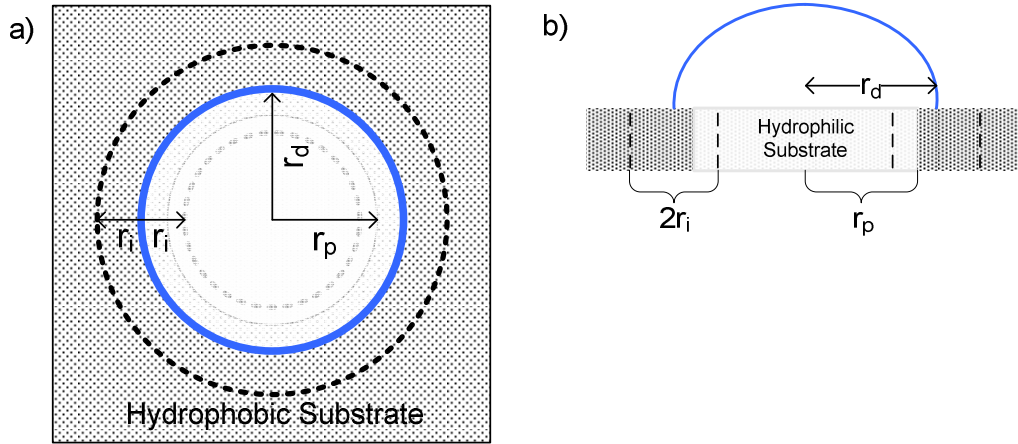 a)
r_d
r_i r_i
r_p
Hydrophobic Substrate
b)
r_d
Hydrophilic
Substrate
2r_i
r_p